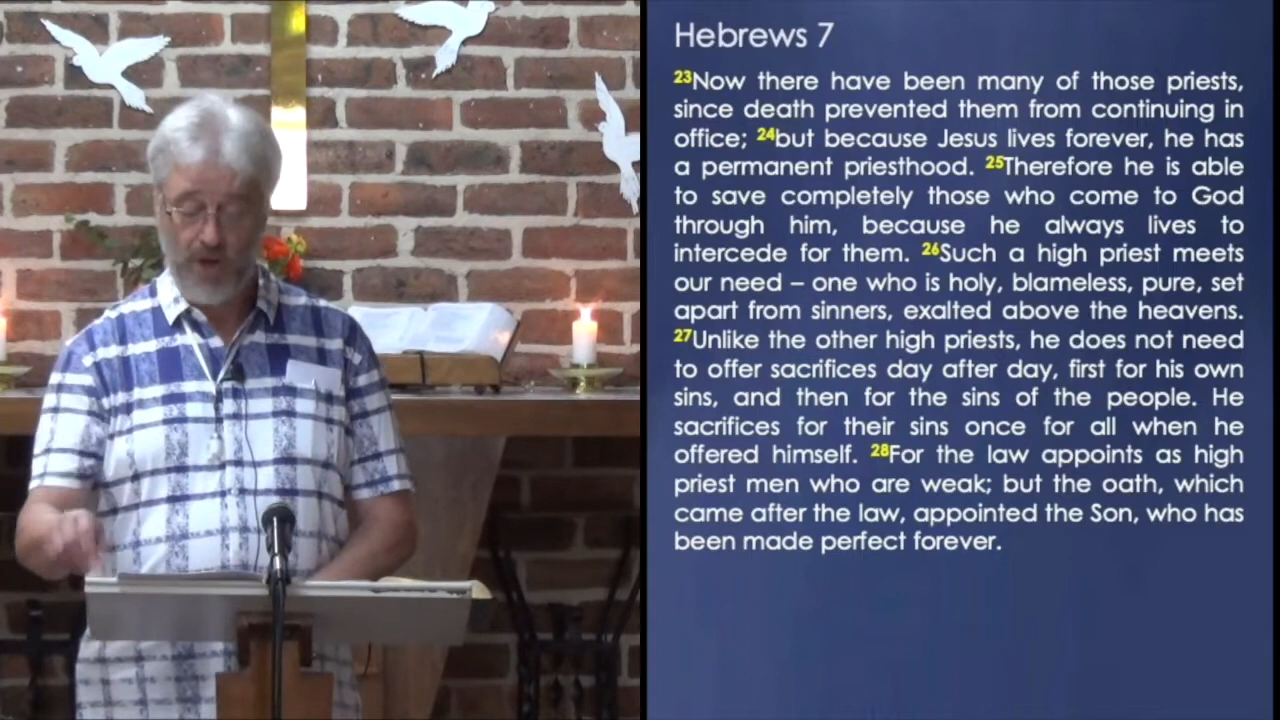 Hebrews 7
23Now there have been many of those priests,
since death prevented them from continuing in
office; 24but because Jesus lives forever, he has
a permanent priesthood. 25Therefore he is able
to save completely those who come to God
through him, because he always lives to
intercede for them. 26Such a high priest meets
our need – one who is holy, blameless, pure, set
apart from sinners, exalted above the heavens.
27Unlike the other high priests, he does not need
to offer sacrifices day after day, first for his own
sins, and then for the sins of the people. He
sacrifices for their sins once for all when he
offered himself. 28For the law appoints as high
priest men who are weak; but the oath, which
came after the law, appointed the Son, who has
been made perfect forever.